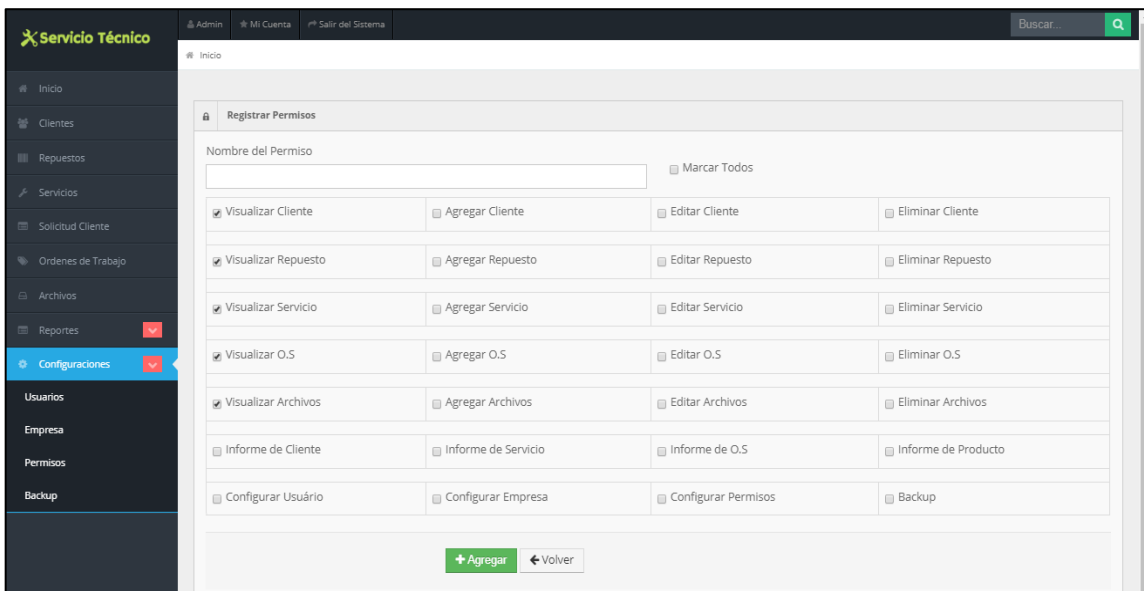 Servicio Técnico
Admin Mi Cuenta Salir del Sistema Buscar...
Inicio
Inicio
Clientes
Repuestos
Servicios
Solicitud Cliente
Ordenes de Trabajo
Archivos
Reportes
Configuraciones
Usuarios
Empresa
Permisos
Backup
Registrar Permisos
Nombre del Permiso
Marcar Todos
Visualizar Cliente Agregar Cliente Editar Cliente Eliminar Cliente
Visualizar Repuesto Agregar Repuesto Editar Repuesto Eliminar Repuesto
Visualizar Servicio Agregar Servicio Editar Servicio Eliminar Servicio
Visualizar O.S Agregar O.S Editar O.S Eliminar O.S
Visualizar Archivos Agregar Archivos Editar Archivos Eliminar Archivos
Informe de Cliente Informe de Servicio Informe de O.S Informe de Producto
Configurar Usuário Configurar Empresa Configurar Permisos Backup
Agregar Volver